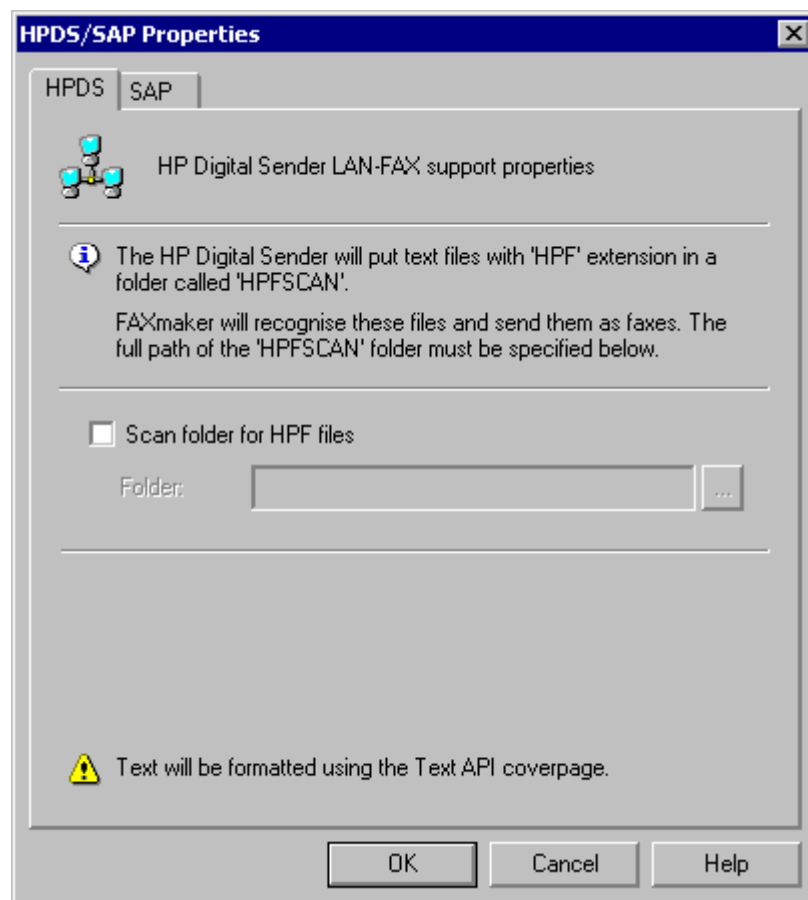 HPDS/SAP Properties
HPDS SAP
HP Digital Sender LAN-FAX support properties
The HP Digital Sender will put text files with 'HPF' extension in a
folder called 'HPFSCAN'.
FAXmaker will recognise these files and send them as faxes. The
full path of the 'HPFSCAN' folder must be specified below.
Scan folder for HPF files
Folder: ...
Text will be formatted using the Text API coverpage.
OK Cancel Help